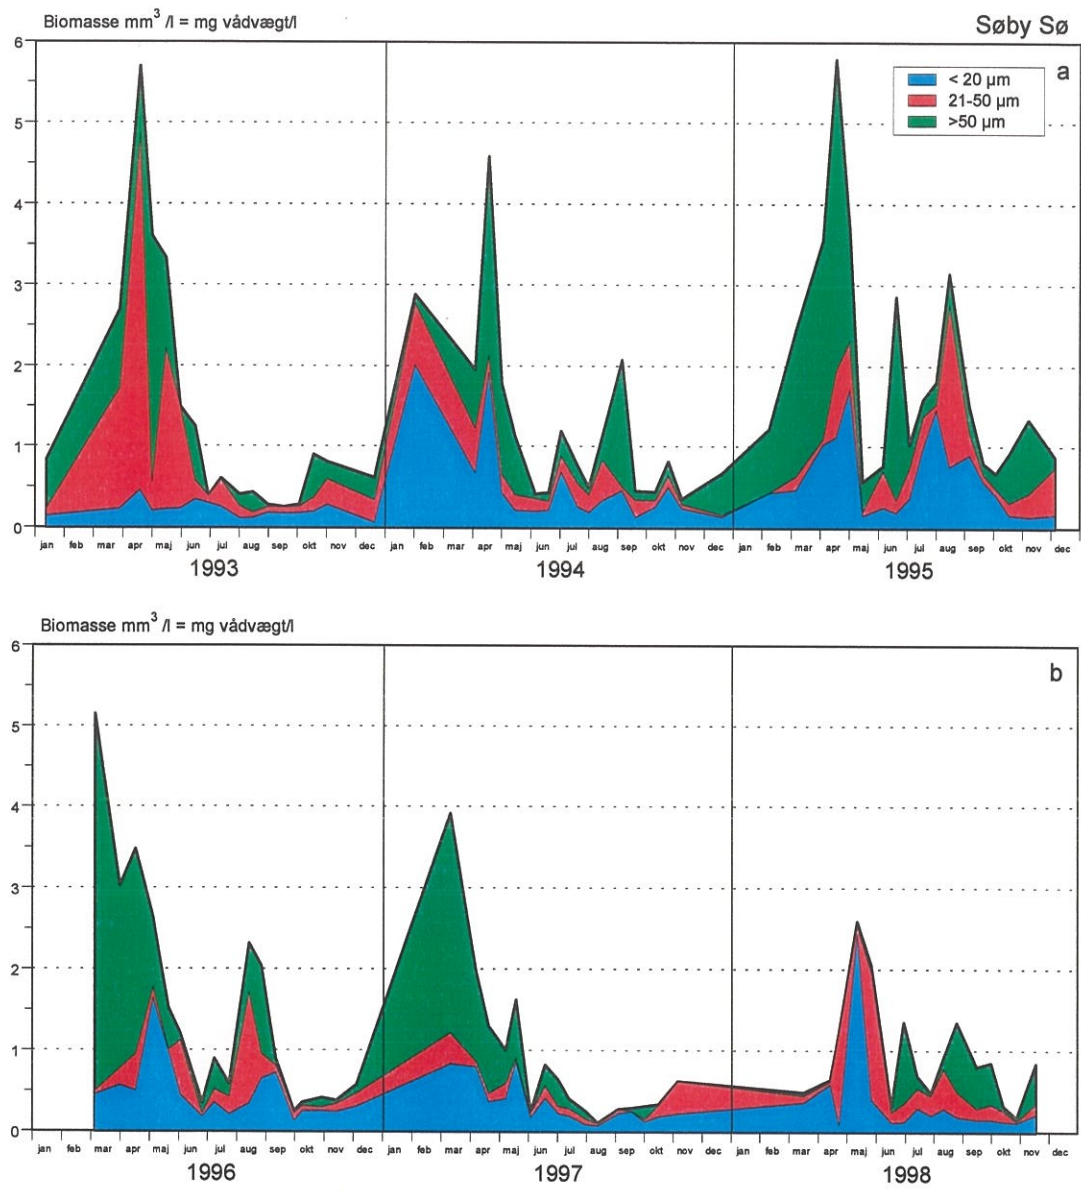 Biomasse mm³ /l = mg vådvægt/l
Søby Sø
a
< 20 µm
21-50 µm
>50 µm
6
5
4
3
2
1
0
jan feb mar apr maj jun jul aug sep okt nov dec jan feb mar apr maj jun jul aug sep okt nov dec jan feb mar apr maj jun jul aug sep okt nov dec
1993 1994 1995
Biomasse mm³ /l = mg vådvægt/l
b
6
5
4
3
2
1
0
jan feb mar apr maj jun jul aug sep okt nov dec jan feb mar apr maj jun jul aug sep okt nov dec jan feb mar apr maj jun jul aug sep okt nov dec
1996 1997 1998